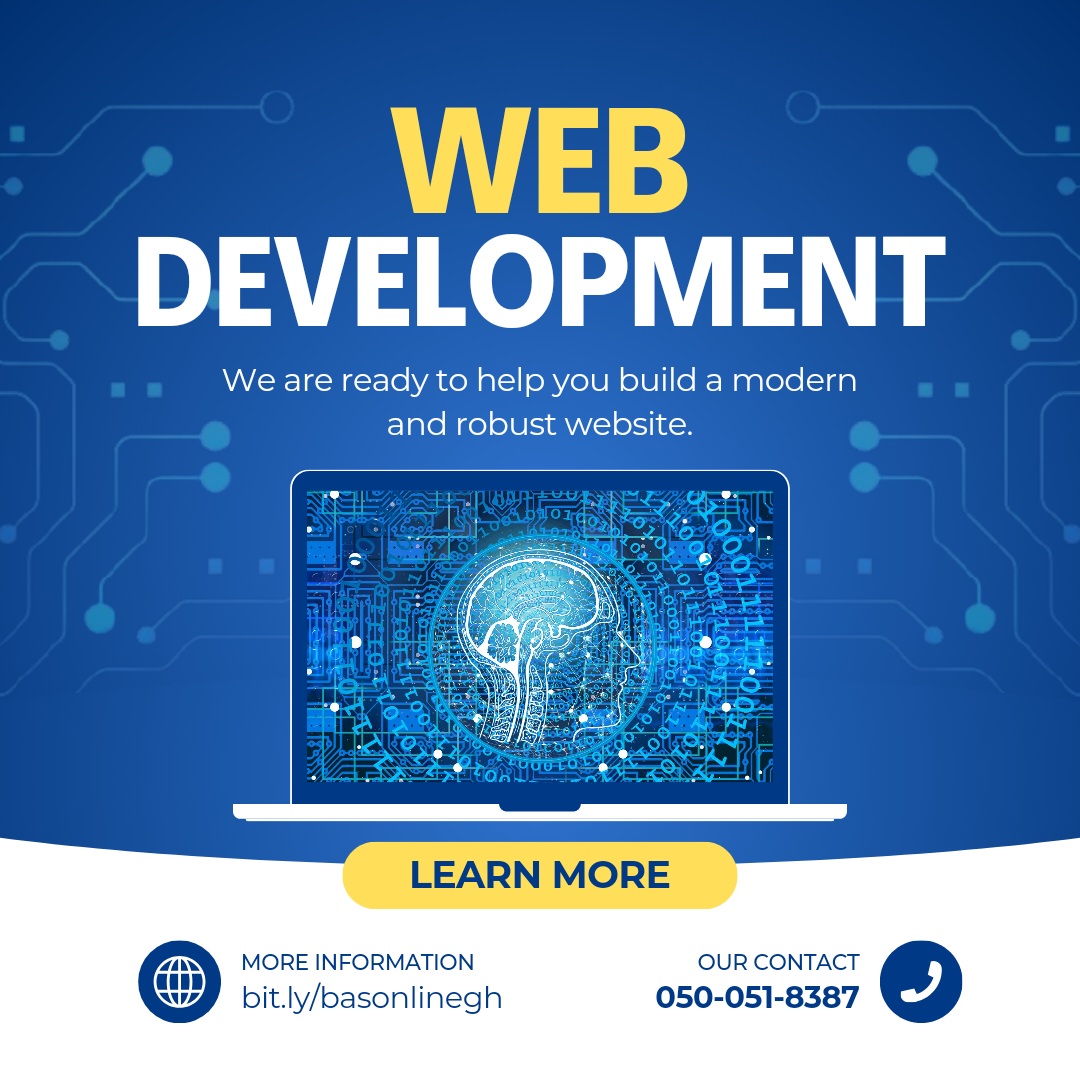 WEB
DEVELOPMENT
We are ready to help you build a modern
and robust website.
LEARN MORE
MORE INFORMATION
bit.ly/basonlinegh
OUR CONTACT
050-051-8387